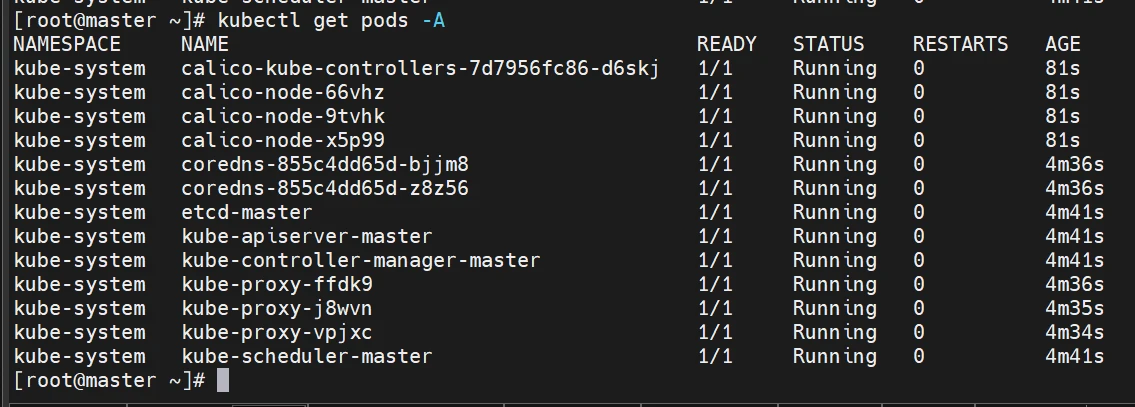 [root@master ~]# kubectl get pods -A
NAMESPACE     NAME                                       READY   STATUS    RESTARTS   AGE
kube-system   calico-kube-controllers-7d7956fc86-d6skj   1/1     Running   0          81s
kube-system   calico-node-66vhz                          1/1     Running   0          81s
kube-system   calico-node-9tvhk                          1/1     Running   0          81s
kube-system   calico-node-x5p99                          1/1     Running   0          81s
kube-system   coredns-855c4dd65d-bjjm8                   1/1     Running   0          4m36s
kube-system   coredns-855c4dd65d-z8z56                   1/1     Running   0          4m36s
kube-system   etcd-master                                1/1     Running   0          4m41s
kube-system   kube-apiserver-master                      1/1     Running   0          4m41s
kube-system   kube-controller-manager-master             1/1     Running   0          4m41s
kube-system   kube-proxy-ffdk9                           1/1     Running   0          4m36s
kube-system   kube-proxy-j8wvn                           1/1     Running   0          4m35s
kube-system   kube-proxy-vpjxc                           1/1     Running   0          4m34s
kube-system   kube-scheduler-master                      1/1     Running   0          4m41s
[root@master ~]#